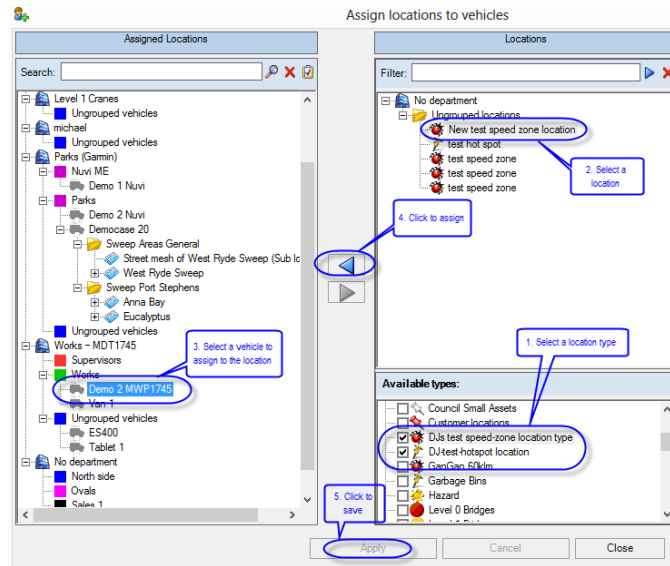 Assign locations to vehicles
Assigned Locations
Search:
Level 1 Cranes
Ungrouped vehicles
michael
Ungrouped vehicles
Parks (Garmin)
Nuvi ME
Demo 1 Nuvi
Parks
Demo 2 Nuvi
Democase 20
Sweep Areas General
Street mesh of West Ryde Sweep (Sub lc
West Ryde Sweep
Sweep Port Stephens
Anna Bay
Eucalyptus
Ungrouped vehicles
Works - MDT1745
Supervisors
Works
Demo 2 MWP1745
Van 1
Ungrouped vehicles
ES400
Tablet 1
No department
North side
Ovals
Sales 1
3. Select a vehicle to
assign to the location
4. Click to assign
5. Click to
save
Locations
Filter:
No department
Ungrouped locations
New test speed zone location
test hot spot
test speed zone
test speed zone
test speed zone
2. Select a
location
1. Select a location type
Available types:
Council Small Assets
Customer locations
DJs test speed-zone location type
DJ-test-hotspot location
GanGan 60klm
Garbage Bins
Hazard
Level 0 Bridges
Apply
Cancel
Close